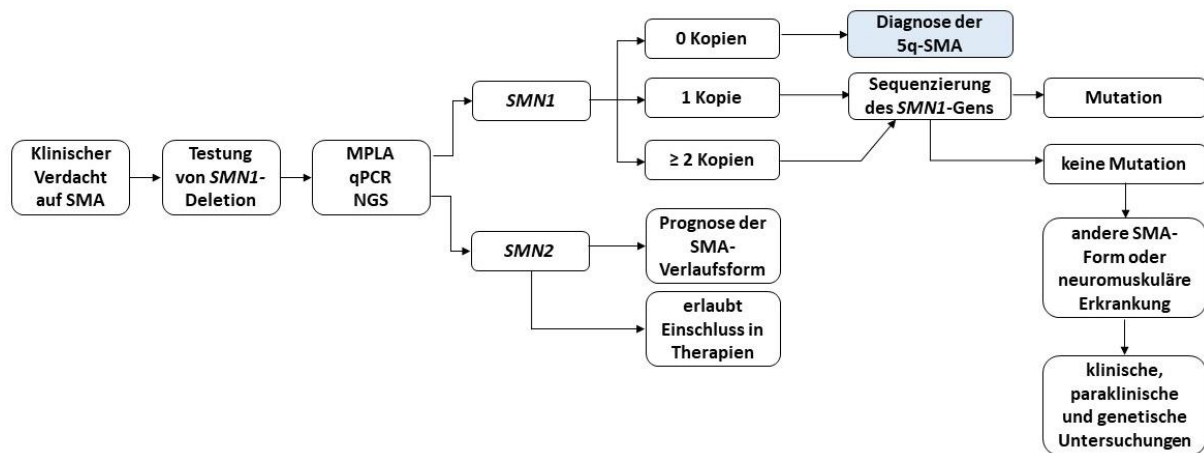 Klinischer
Verdacht
auf SMA
Testung
von SMN1-
Deletion
MPLA
qPCR
NGS
SMN1
0 Kopien
Diagnose der
5q-SMA
1 Kopie
Sequenzierung
des SMN1-Gens
Mutation
≥ 2 Kopien
keine Mutation
SMN2
Prognose der
SMA-
Verlaufsform
erlaubt
Einschluss in
Therapien
andere SMA-
Form oder
neuromuskuläre
Erkrankung
klinische,
paraklinische
und genetische
Untersuchungen